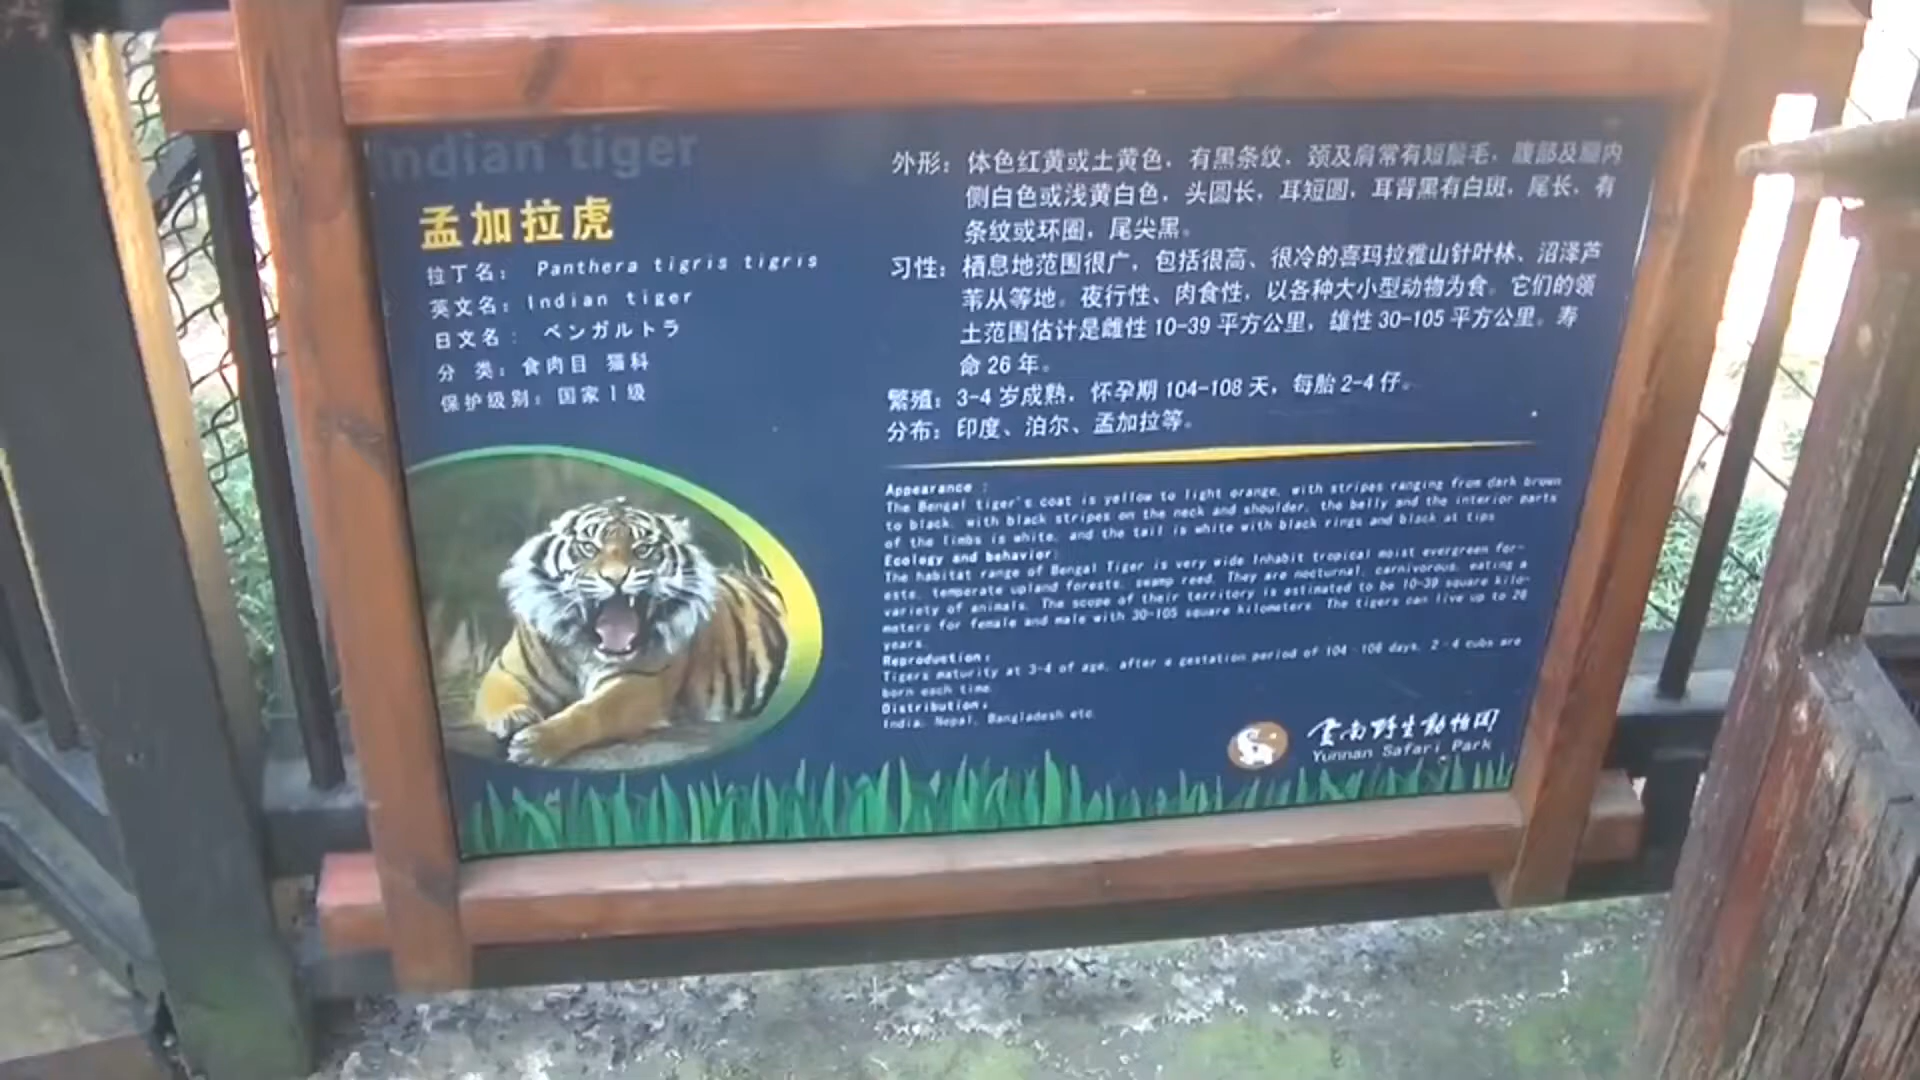 Indian tiger
孟加拉虎
拉丁名： Panthera tigris tigris
英文名：Indian tiger
日文名： ベンガルトラ
分 类：食肉目 猫科
保护级别：国家Ⅰ级
外形：体色红黄或土黄色，有黑条纹，颈及肩常有短鬃毛，腹部及腿内
侧白色或浅黄白色，头圆长，耳短圆，耳背黑有白斑，尾长，有
条纹或环圈，尾尖黑。
习性：栖息地范围很广，包括很高、很冷的喜玛拉雅山针叶林、沼泽芦
苇从等地。夜行性、肉食性，以各种大小型动物为食。它们的领
土范围估计是雌性10-39平方公里，雄性30-105平方公里。寿
命26年。
繁殖：3-4岁成熟，怀孕期104-108天，每胎2-4仔。
分布：印度、泊尔、孟加拉等。
Appearance :
The Bengal tiger's coat is yellow to light orange, with stripes ranging from dark brown
to black, with black stripes on the neck and shoulder, the belly and the interior parts
of the limbs is white, and the tail is white with black rings and black at tips
Ecology and behavior:
The habitat range of Bengal Tiger is very wide Inhabit tropical moist evergreen for-
ests, temperate upland forests, swamp reed. They are nocturnal, carnivorous, eating a
variety of animals. The scope of their territory is estimated to be 10-39 square kilo-
meters for female and male with 30-105 square kilometers. The tigers can live up to 26
years.
Reproduction:
Tigers maturity at 3-4 of age, after a gestation period of 104-108 days, 2-4 cubs are
born each time.
Distribution:
India, Nepal, Bangladesh etc.
雲南野生動物園
Yunnan Safari Park